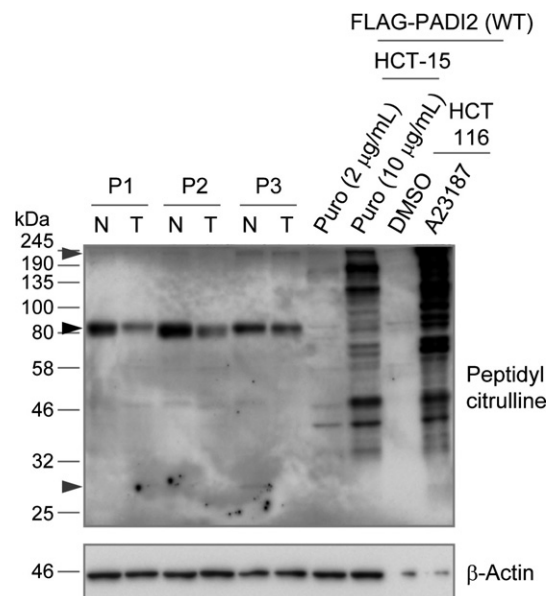 FLAG-PADI2 (WT)
HCT-15
HCT
116
P1 P2 P3
Puro (2 μg/mL)
Puro (10 μg/mL)
DMSO
A23187
kDa N T N T N T
245
190
135
100
80
58
46
32
25
Peptidyl
citrulline
46
β-Actin